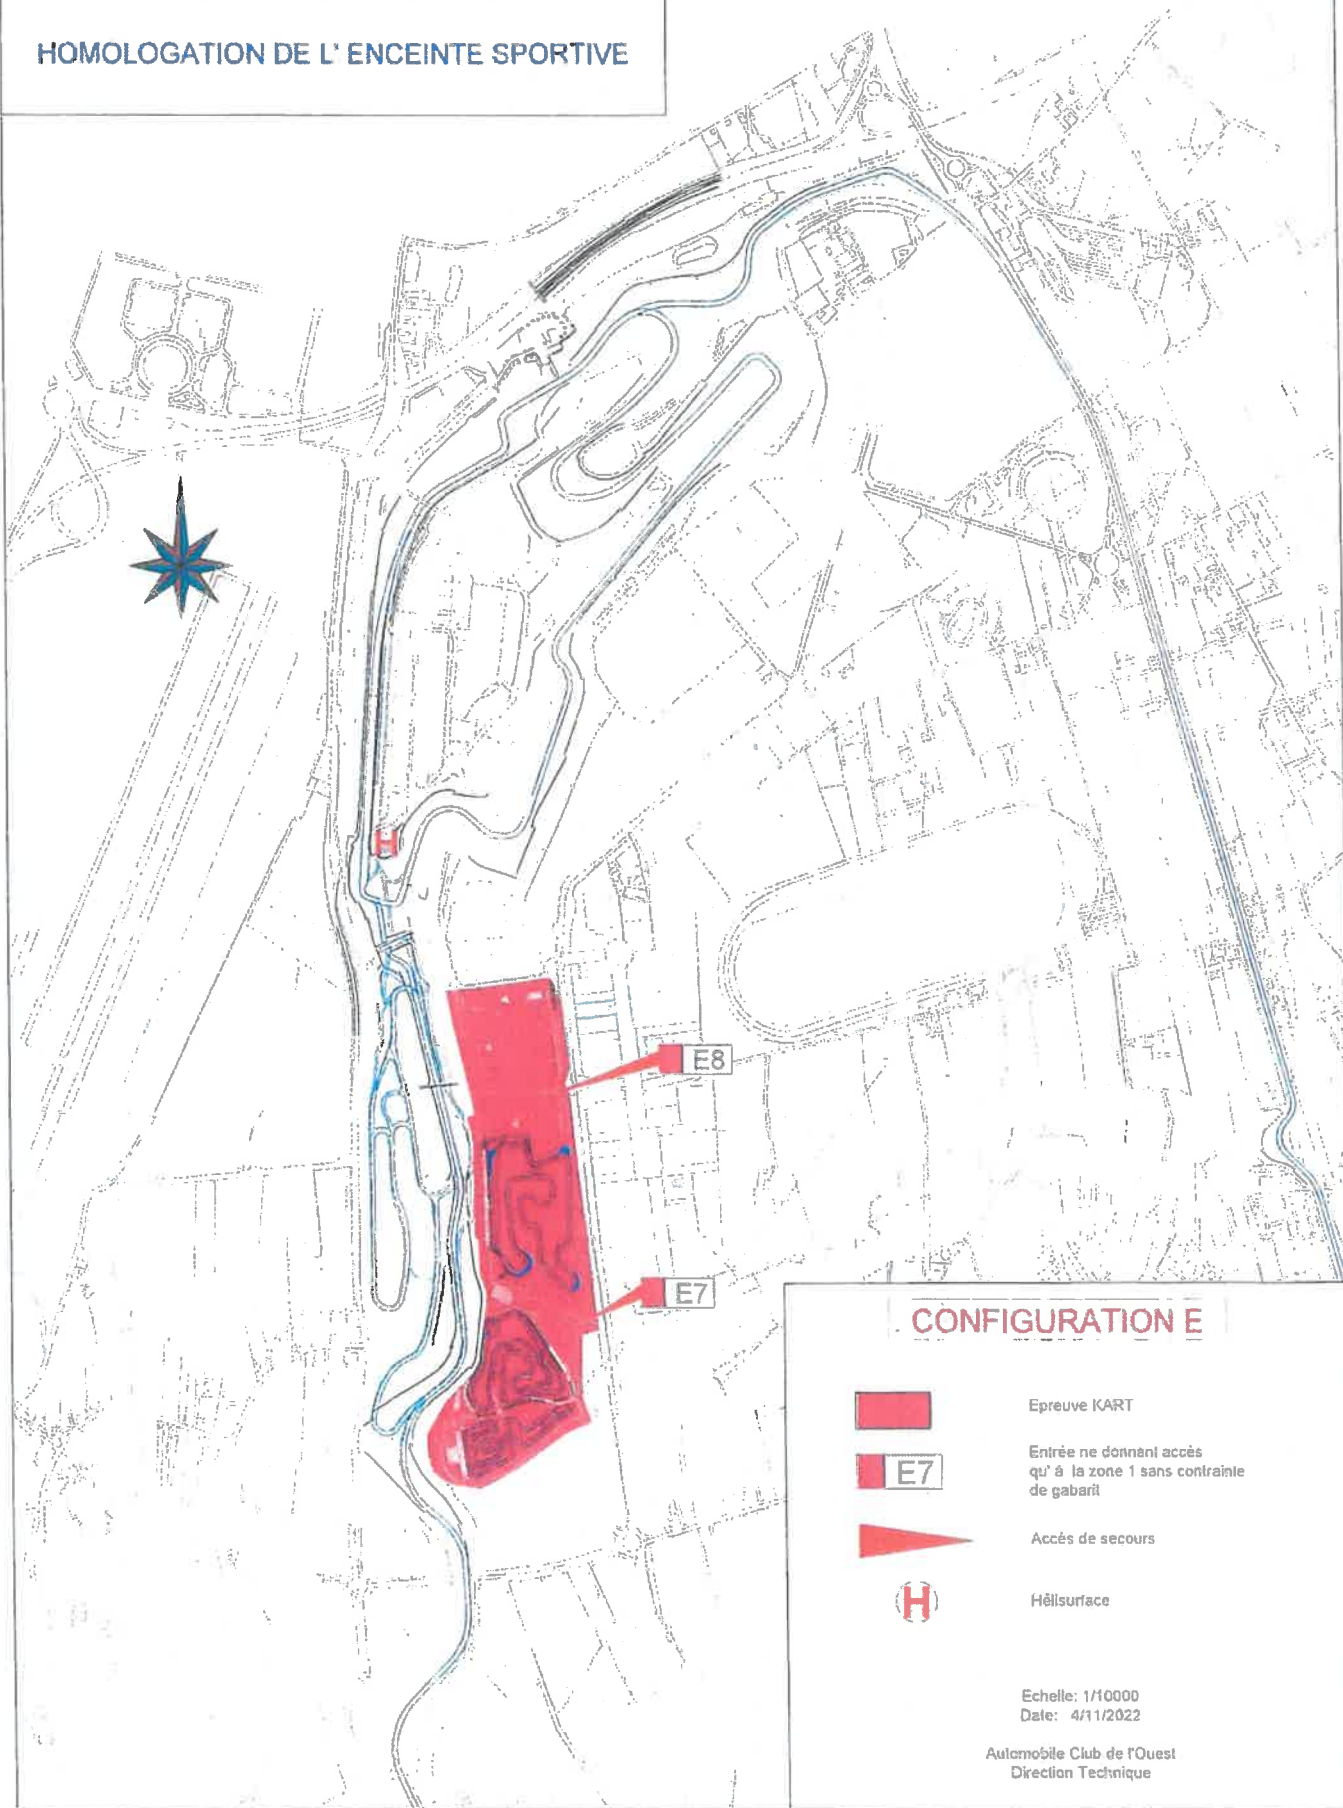 HOMOLOGATION DE L' ENCEINTE SPORTIVE
H
E8
E7
CONFIGURATION E
Epreuve KART
E7
Entrée ne donnant accès
qu' à la zone 1 sans contrainte
de gabarit
Accès de secours
H
Hélisurface
Echelle: 1/10000
Date: 4/11/2022
Automobile Club de l'Ouest
Direction Technique